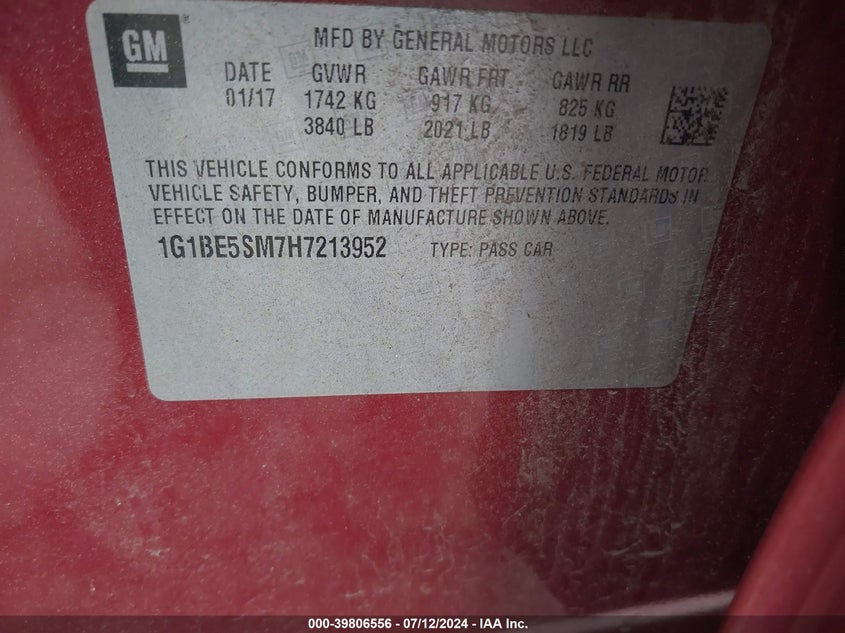 GM
®
MFD BY GENERAL MOTORS LLC
DATE GVWR GAWR FRT GAWR RR
01/17 1742 KG 917 KG 825 KG
3840 LB 2021 LB 1819 LB
THIS VEHICLE CONFORMS TO ALL APPLICABLE U.S. FEDERAL MOTOR
VEHICLE SAFETY, BUMPER, AND THEFT PREVENTION STANDARDS IN
EFFECT ON THE DATE OF MANUFACTURE SHOWN ABOVE.
1G1BE5SM7H7213952 TYPE: PASS CAR
000-39806556 - 07/12/2024 - IAA Inc.